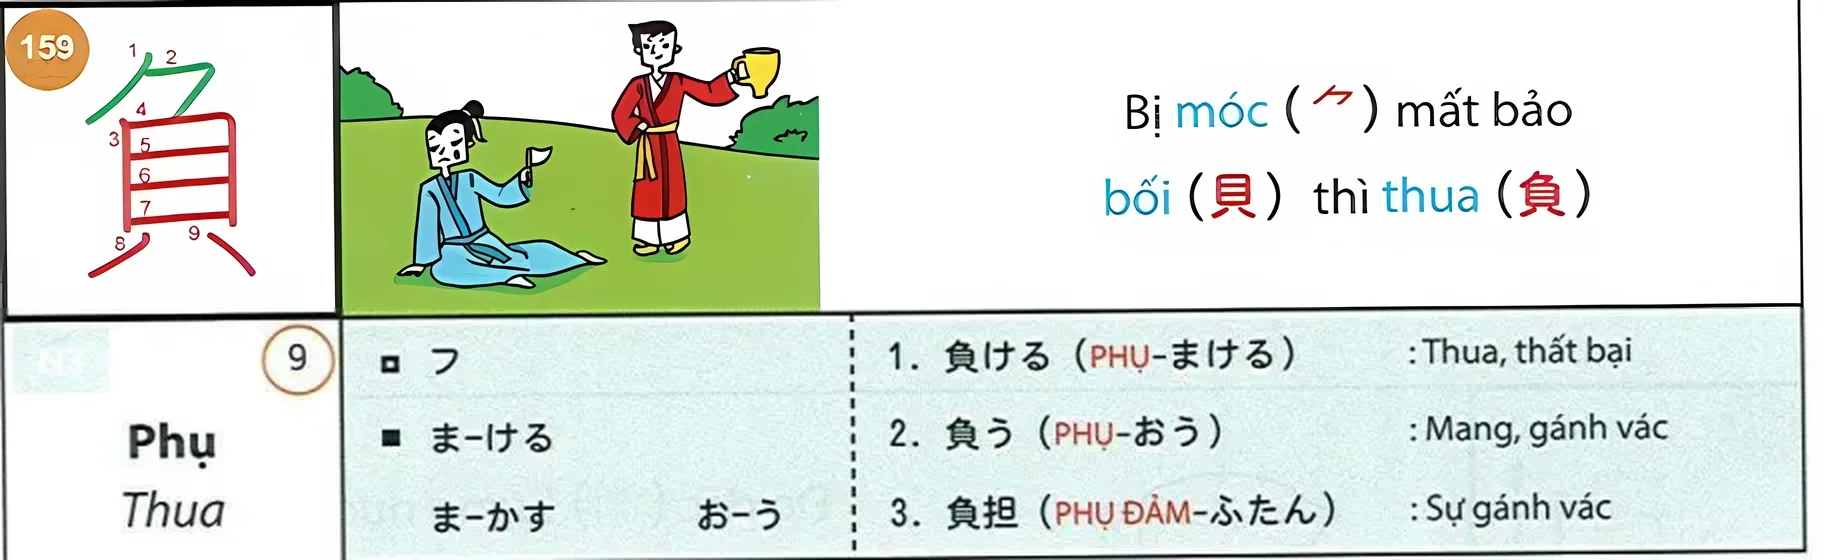 159
1 2
4
3 5
6
7
8 9
負
Bị móc (⺈) mất bảo
bối (貝) thì thua (負)
N3
9
Phụ
Thua
フ
ま-ける
ま-かす お-う
1. 負ける (PHỤ-まける) : Thua, thất bại
2. 負う (PHỤ-おう) : Mang, gánh vác
3. 負担 (PHỤ ĐẢM-ふたん) : Sự gánh vác